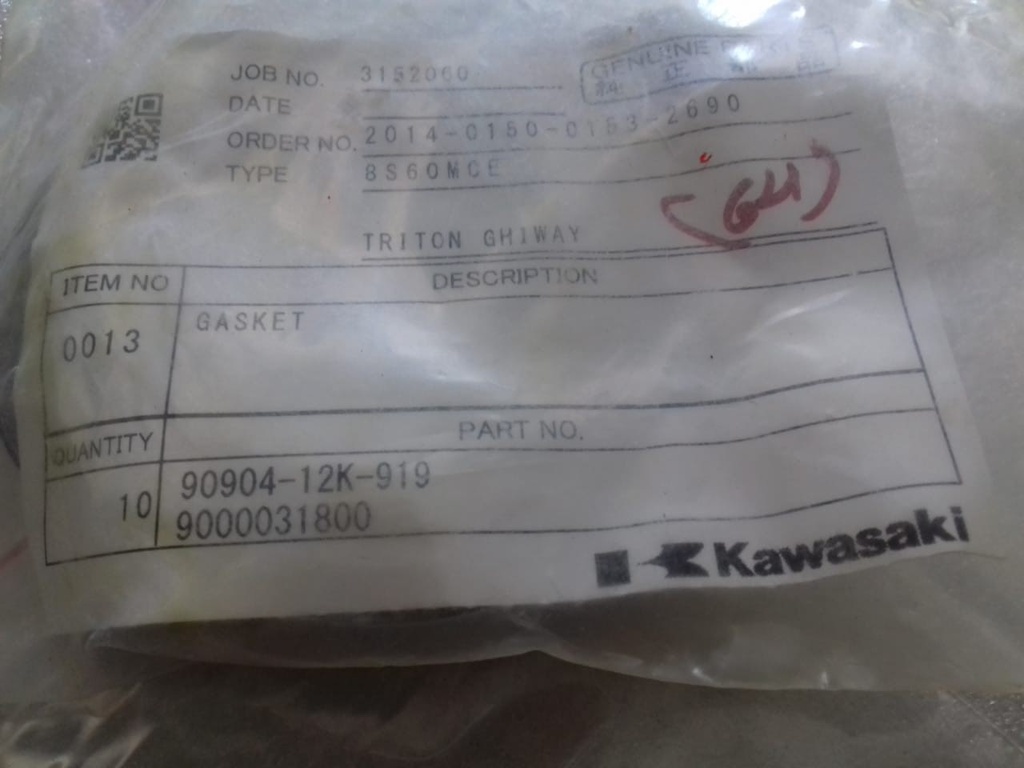 GENUINE PARTS
JOB NO. 3152060
DATE
ORDER NO. 2014-0150-0153-2690
TYPE 8S60MCE
TRITON GHIWAY
ITEM NO DESCRIPTION
0013 GASKET
QUANTITY PART NO.
10 90904-12K-919
9000031800
Kawasaki